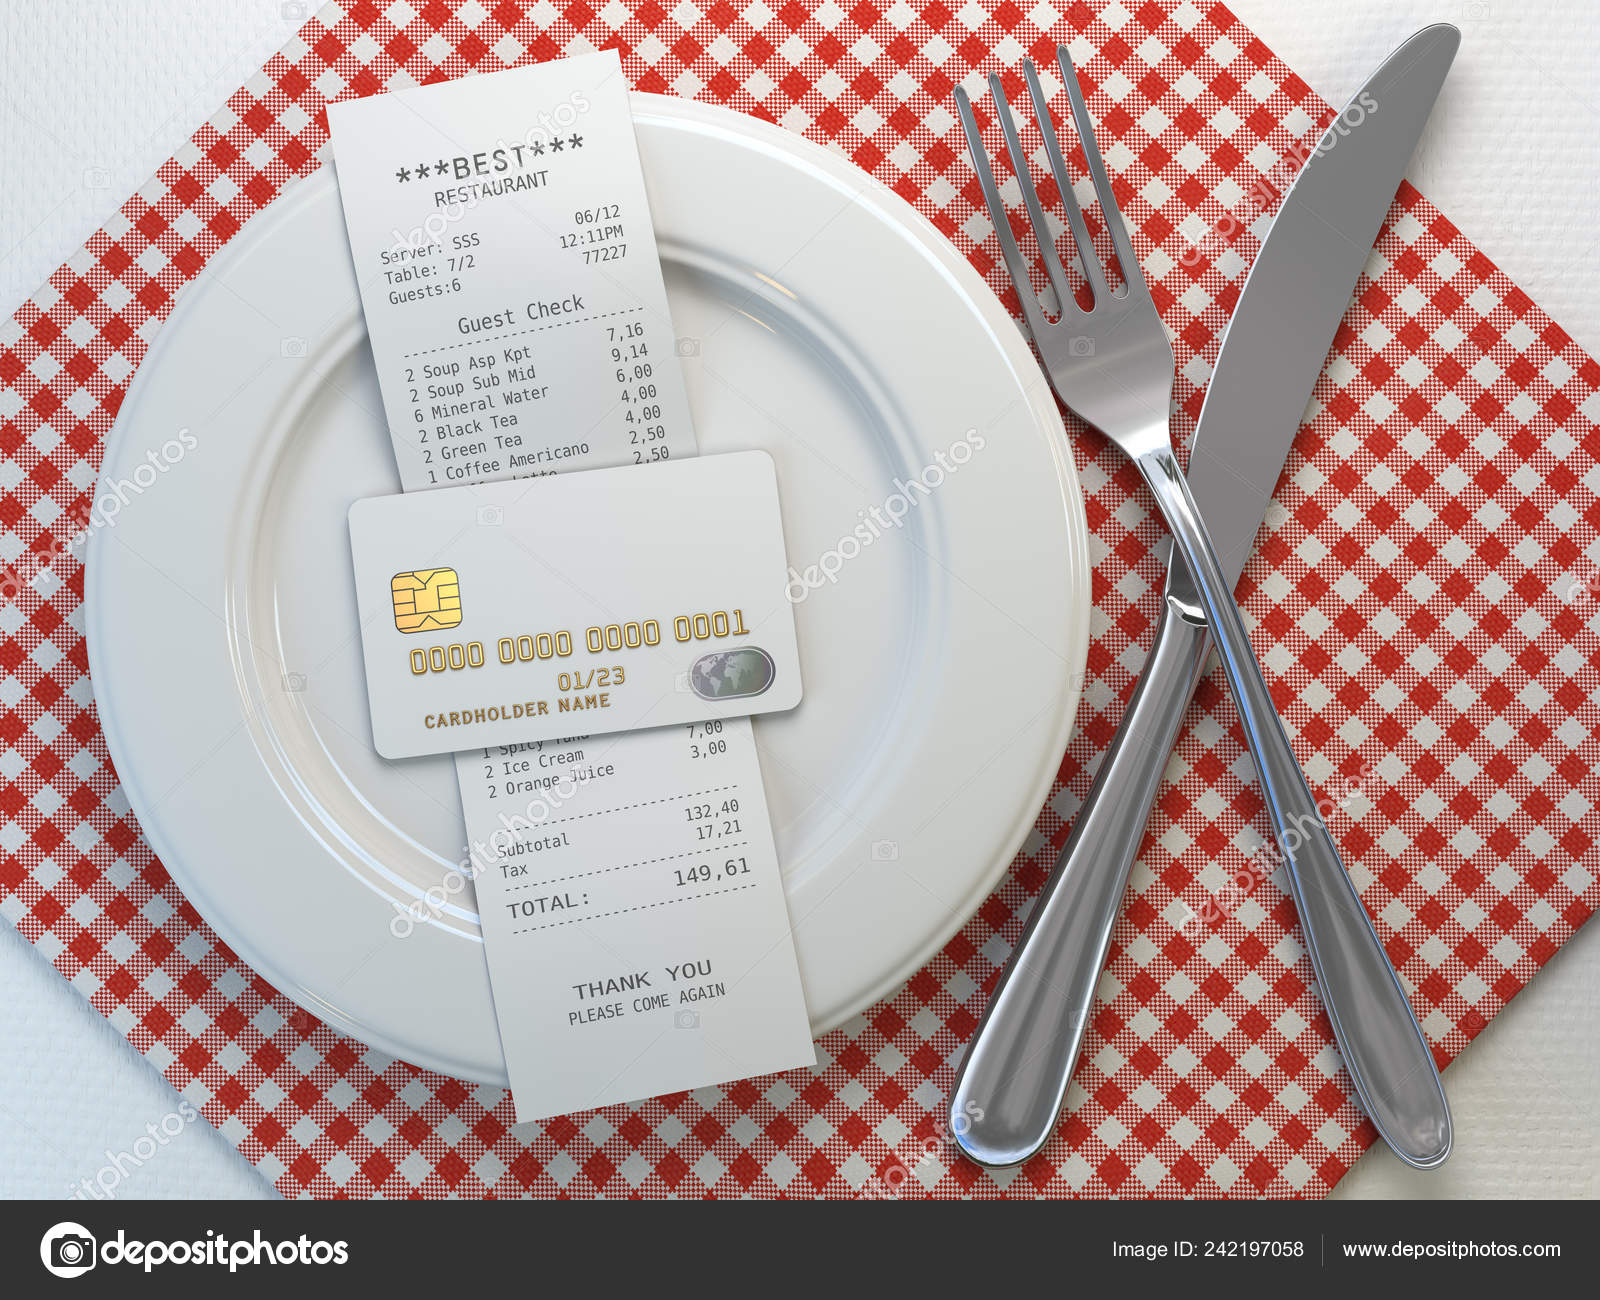 ***BEST***
RESTAURANT
06/12
Server: SSS 12:11PM
Table: 7/2 77227
Guests:6
Guest Check
2 Soup Asp Kpt 7,16
2 Soup Sub Mid 9,14
6 Mineral Water 6,00
2 Black Tea 4,00
2 Green Tea 4,00
1 Coffee Americano 2,50
2,50
0000 0000 0000 0001
01/23
CARDHOLDER NAME
1 Spicy
2 Ice Cream 7,00
2 Orange Juice 3,00
Subtotal 132,40
Tax 17,21
TOTAL: 149,61
THANK YOU
PLEASE COME AGAIN
depositphotos
Image ID: 242197058 www.depositphotos.com